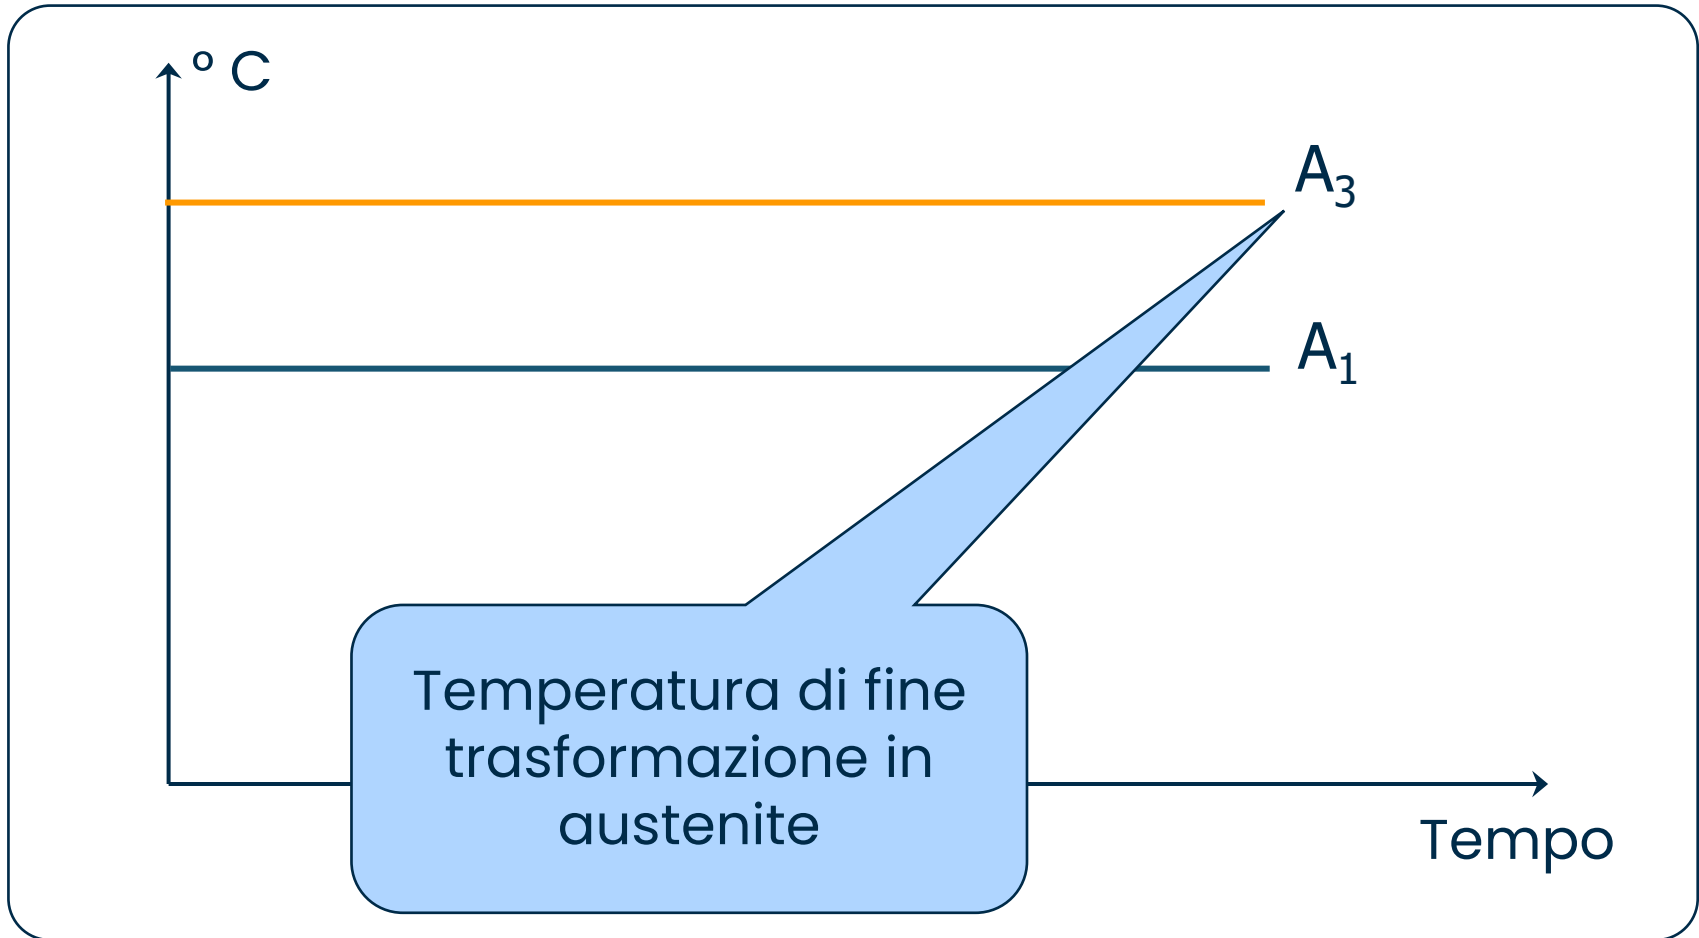 º C
A₃
A₁
Temperatura di fine
trasformazione in
austenite
Tempo